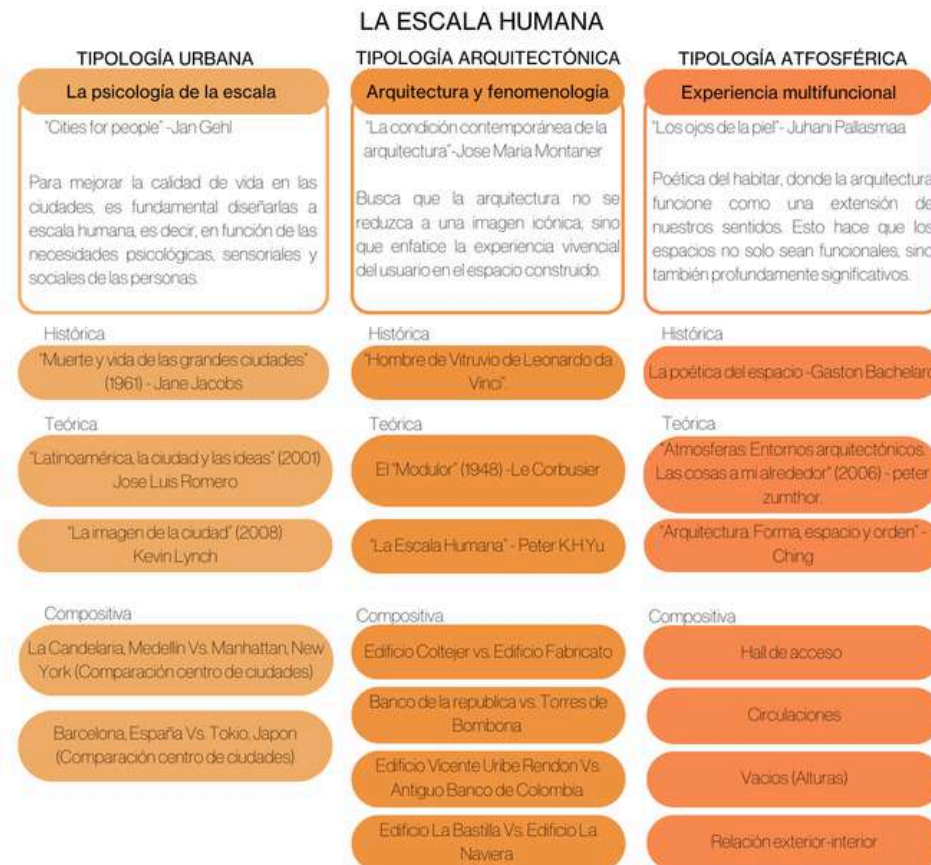 LA ESCALA HUMANA
TIPOLOGÍA URBANA
La psicología de la escala
"Cities for people" -Jan Gehl
Para mejorar la calidad de vida en las
ciudades, es fundamental diseñarlas a
escala humana, es decir, en función de las
necesidades psicológicas, sensoriales y
sociales de las personas.
Histórica
"Muerte y vida de las grandes ciudades"
(1961) - Jane Jacobs
Teórica
"Latinoamérica, la ciudad y las ideas" (2001)
Jose Luis Romero
"La imagen de la ciudad" (2008)
Kevin Lynch
Compositiva
La Candelaria, Medellín Vs. Manhattan, New
York (Comparación centro de ciudades)
Barcelona, España Vs. Tokio, Japon
(Comparación centro de ciudades)
TIPOLOGÍA ARQUITECTÓNICA
Arquitectura y fenomenología
"La condición contemporánea de la
arquitectura"-Jose Maria Montaner
Busca que la arquitectura no se
reduzca a una imagen icónica, sino
que enfatice la experiencia vivencial
del usuario en el espacio construido.
Histórica
"Hombre de Vitruvio de Leonardo da
Vinci".
Teórica
El "Modulor" (1948) -Le Corbusier
"La Escala Humana" - Peter K.H.Yu
Compositiva
Edificio Coltejer vs. Edificio Fabricato
Banco de la republica vs. Torres de
Bombona
Edificio Vicente Uribe Rendon Vs.
Antiguo Banco de Colombia
Edificio La Bastilla Vs. Edificio La
Naviera
TIPOLOGÍA ATFOSFÉRICA
Experiencia multifuncional
"Los ojos de la piel"- Juhani Pallasmaa
Poética del habitar, donde la arquitectura
funcione como una extensión de
nuestros sentidos. Esto hace que los
espacios no solo sean funcionales, sino
también profundamente significativos.
Histórica
La poética del espacio -Gaston Bachelard
Teórica
"Atmosferas: Entornos arquitectónicos.
Las cosas a mi alrededor" (2006) - peter
zumthor.
"Arquitectura: Forma, espacio y orden" -
Ching
Compositiva
Hall de acceso
Circulaciones
Vacios (Alturas)
Relación exterior-interior